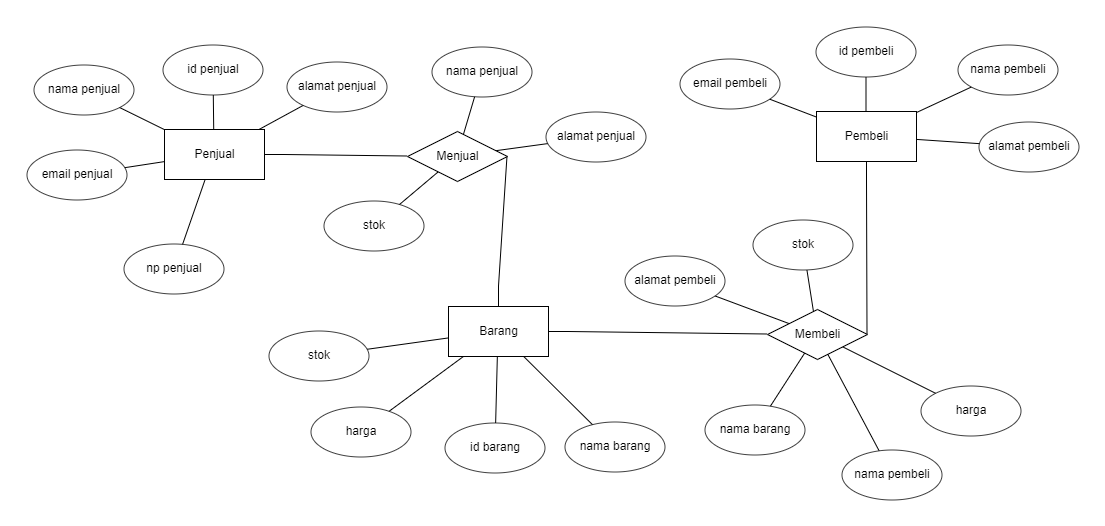 id pembeli
id penjual
nama penjual
nama pembeli
email pembeli
alamat penjual
nama penjual
alamat penjual
Pembeli
alamat pembeli
Penjual
Menjual
email penjual
stok
stok
np penjual
alamat pembeli
Barang
Membeli
stok
harga
harga
nama barang
id barang
nama barang
nama pembeli